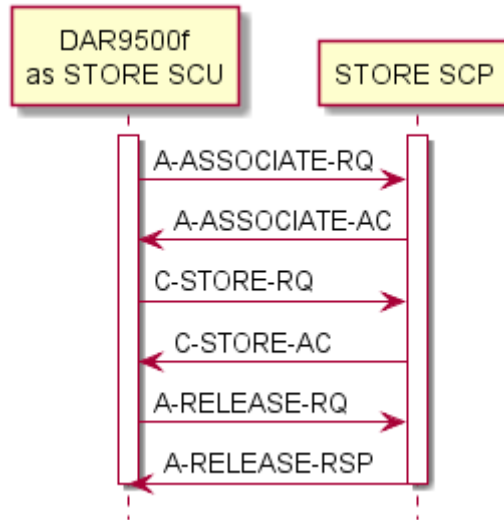 DAR9500f
as STORE SCU
STORE SCP
A-ASSOCIATE-RQ
A-ASSOCIATE-AC
C-STORE-RQ
C-STORE-AC
A-RELEASE-RQ
A-RELEASE-RSP